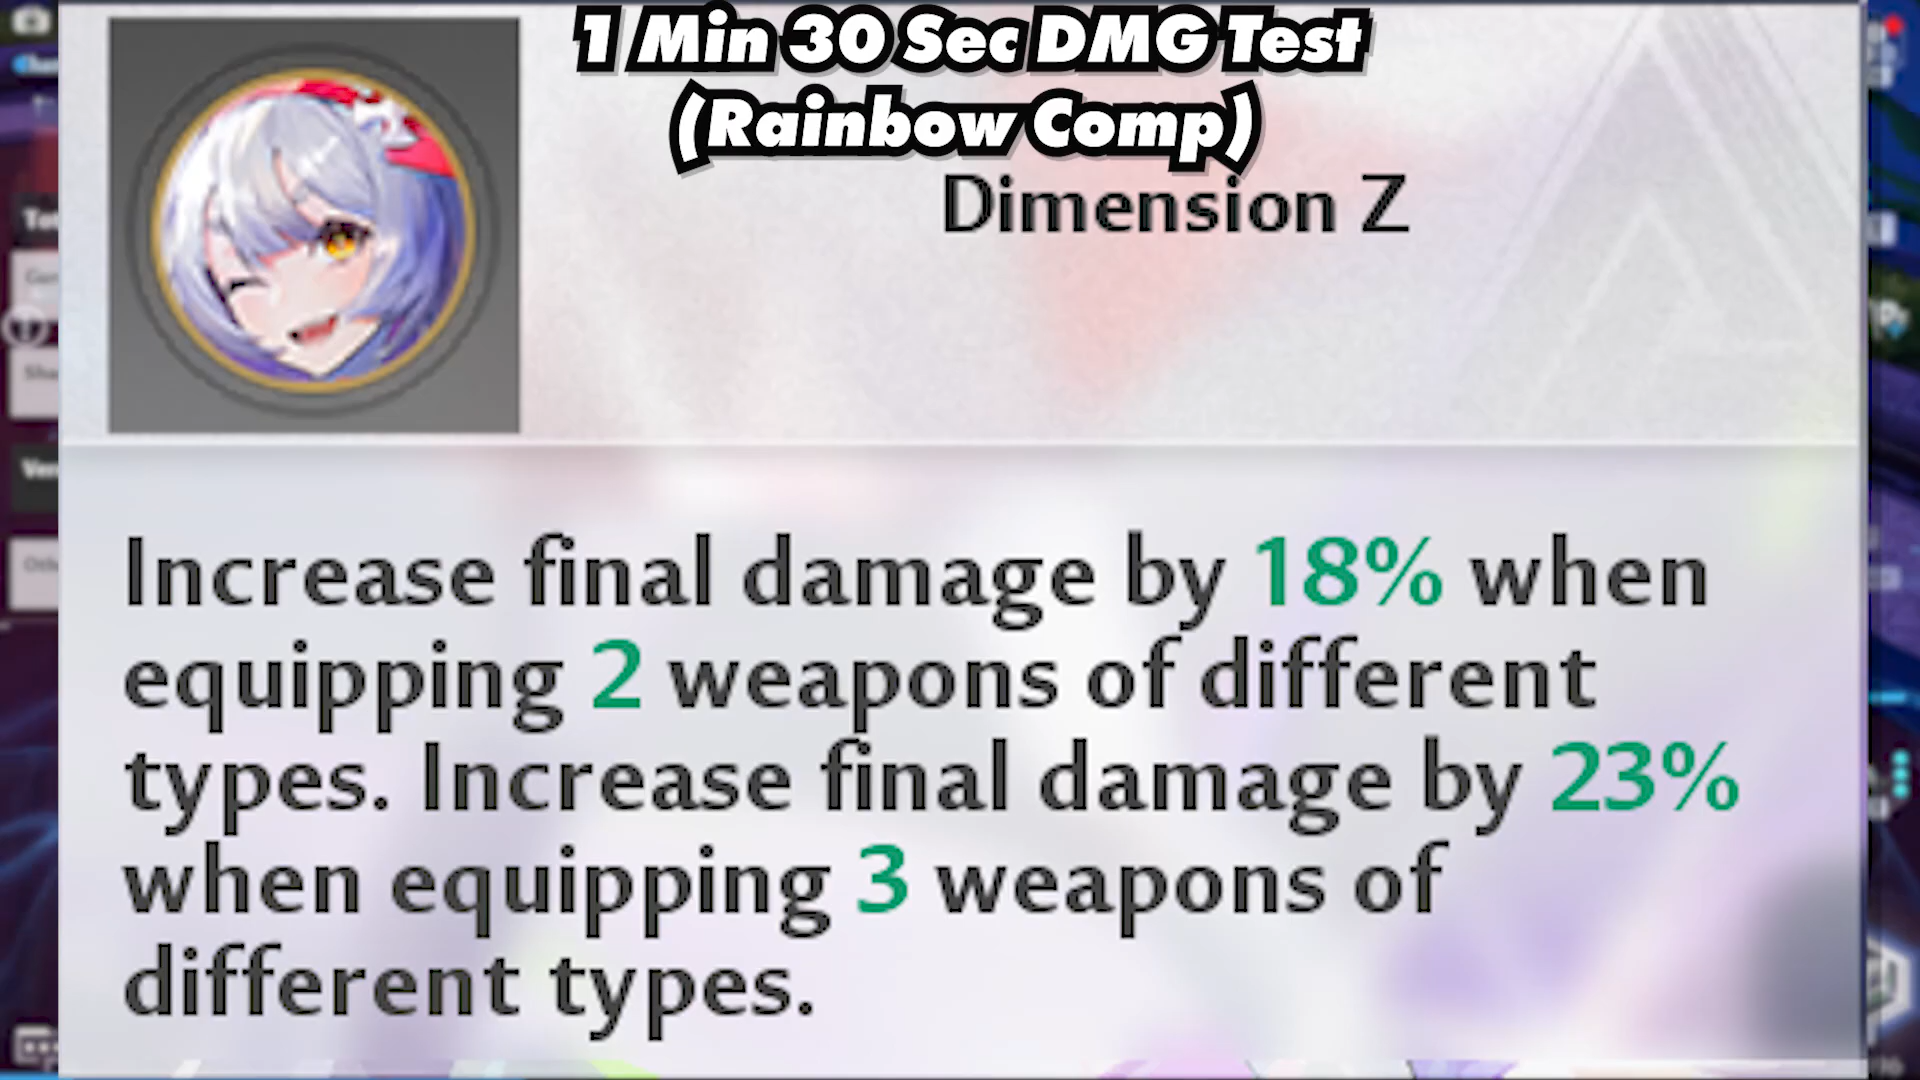 1 Min 30 Sec DMG Test
(Rainbow Comp)
Dimension Z
Increase final damage by 18% when
equipping 2 weapons of different
types. Increase final damage by 23%
when equipping 3 weapons of
different types.